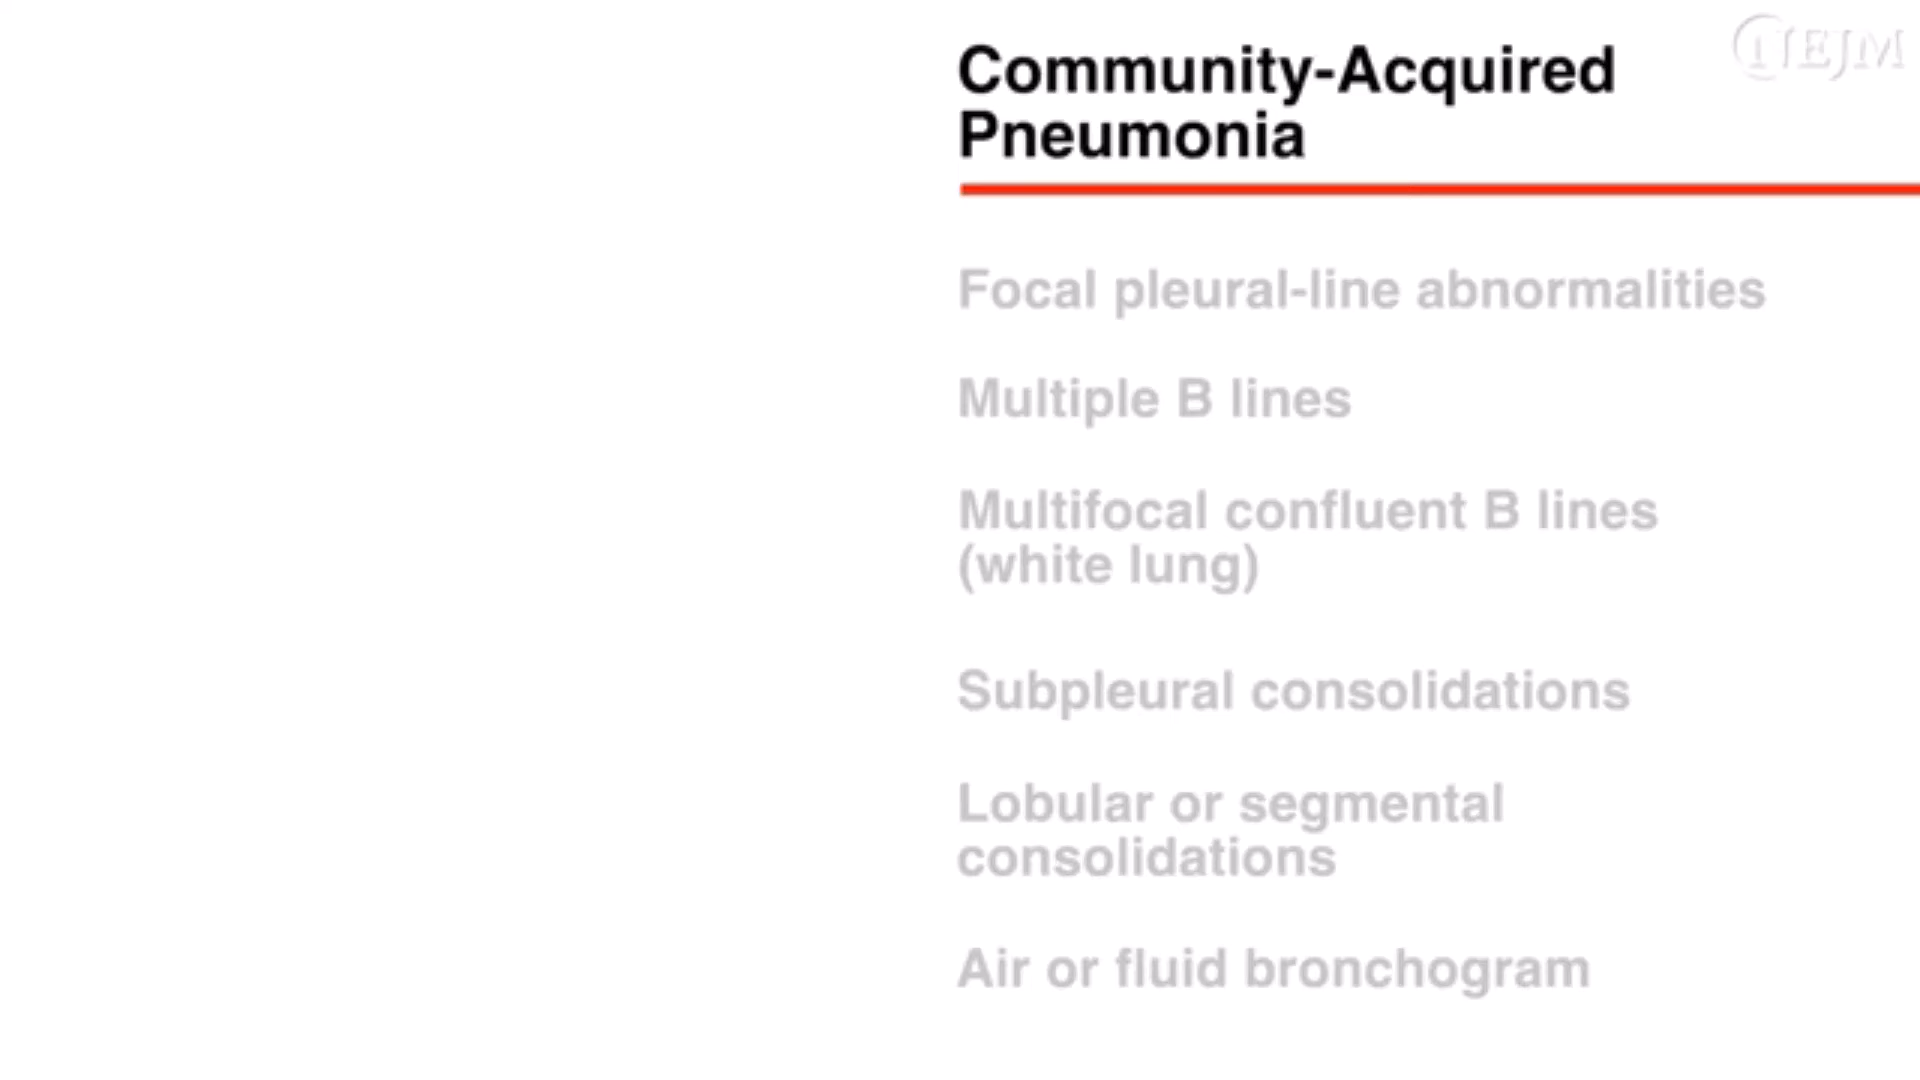 NEJM
Community-Acquired
Pneumonia
Focal pleural-line abnormalities
Multiple B lines
Multifocal confluent B lines
(white lung)
Subpleural consolidations
Lobular or segmental
consolidations
Air or fluid bronchogram